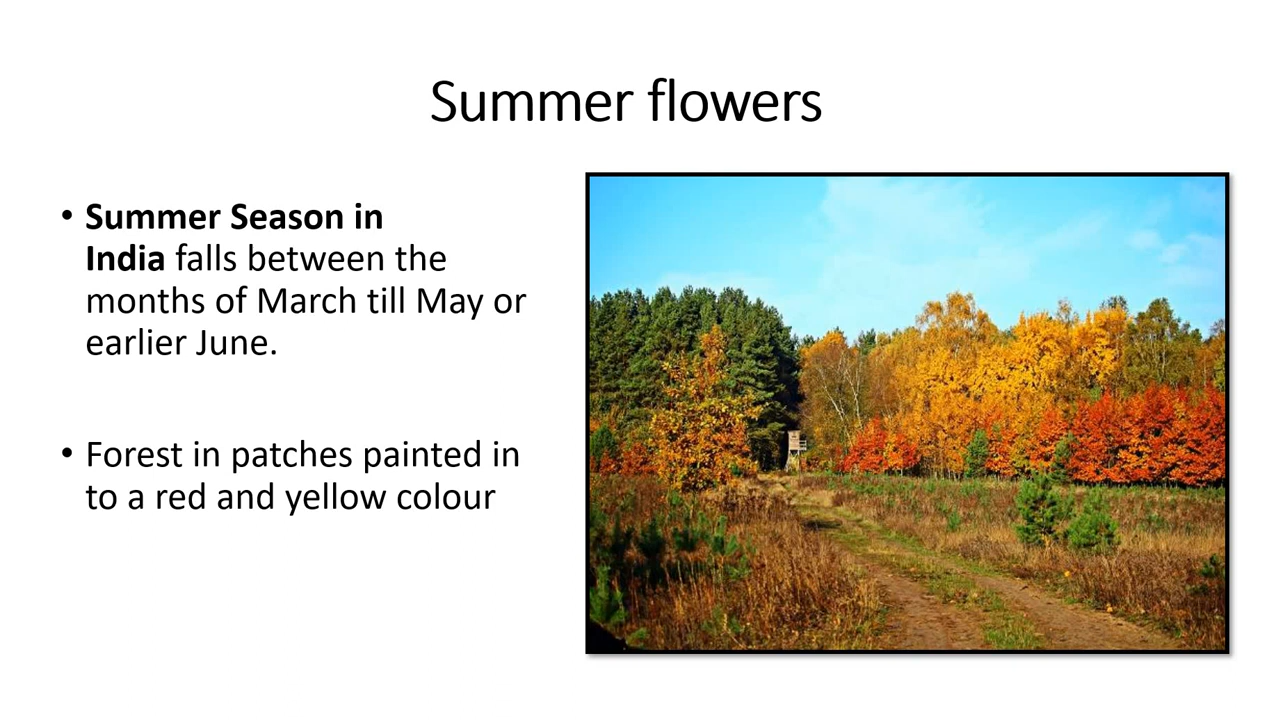 Summer flowers
• Summer Season in
India falls between the
months of March till May or
earlier June.
• Forest in patches painted in
to a red and yellow colour